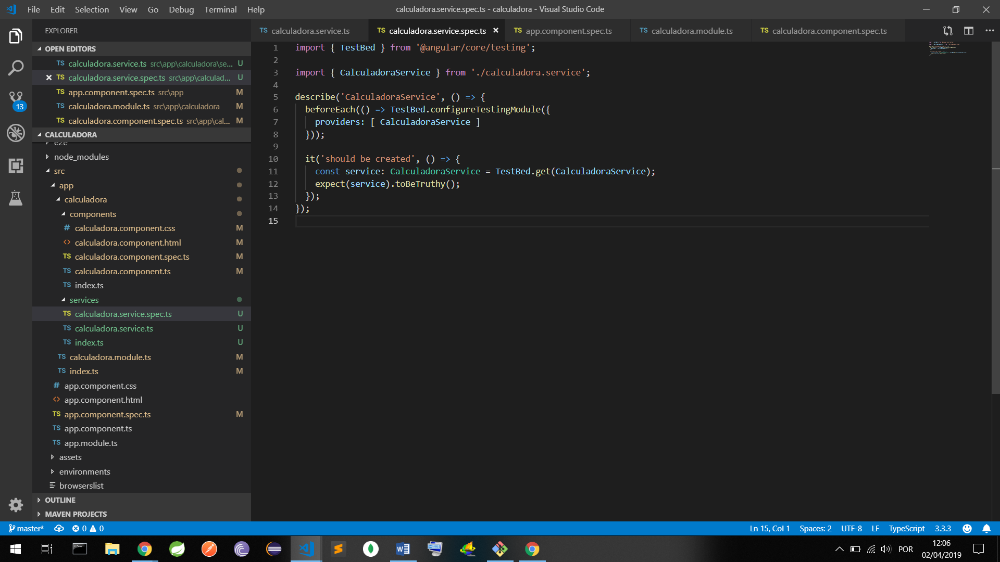 File Edit Selection View Go Debug Terminal Help
calculadora.service.spec.ts - calculadora - Visual Studio Code
EXPLORER
OPEN EDITORS
TS calculadora.service.ts src\app\calculadora\se... U
TS calculadora.service.spec.ts src\app\calculad... U
TS app.component.spec.ts src\app M
TS calculadora.module.ts src\app\calculadora M
TS calculadora.component.spec.ts src\app\cal... M
CALCULADORA
e2e
node_modules
src
app
calculadora
components
# calculadora.component.css M
<> calculadora.component.html M
TS calculadora.component.spec.ts M
TS calculadora.component.ts M
TS index.ts
services
TS calculadora.service.spec.ts U
TS calculadora.service.ts U
TS index.ts U
TS calculadora.module.ts M
TS index.ts M
# app.component.css
<> app.component.html
TS app.component.spec.ts M
TS app.component.ts
TS app.module.ts
assets
environments
browserslist
OUTLINE
MAVEN PROJECTS
13
TS calculadora.service.ts
TS calculadora.service.spec.ts
TS app.component.spec.ts
TS calculadora.module.ts
TS calculadora.component.spec.ts
1 import { TestBed } from '@angular/core/testing';
2
3 import { CalculadoraService } from './calculadora.service';
4
5 describe('CalculadoraService', () => {
6 beforeEach(() => TestBed.configureTestingModule({
7 providers: [ CalculadoraService ]
8 }));
9
10 it('should be created', () => {
11 const service: CalculadoraService = TestBed.get(CalculadoraService);
12 expect(service).toBeTruthy();
13 });
14 });
15
master* 0 0
Ln 15, Col 1 Spaces: 2 UTF-8 LF TypeScript 3.3.3
POR
12:06
02/04/2019